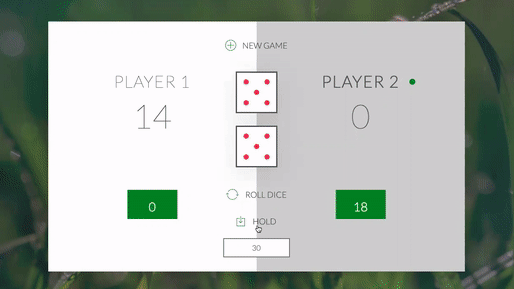 NEW GAME
PLAYER 1
PLAYER 2
14
0
ROLL DICE
0
18
HOLD
30